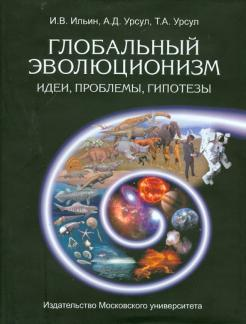 И.В. Ильин, А.Д. Урсул, Т.А. Урсул
ГЛОБАЛЬНЫЙ
ЭВОЛЮЦИОНИЗМ
ИДЕИ, ПРОБЛЕМЫ, ГИПОТЕЗЫ
Издательство Московского университета